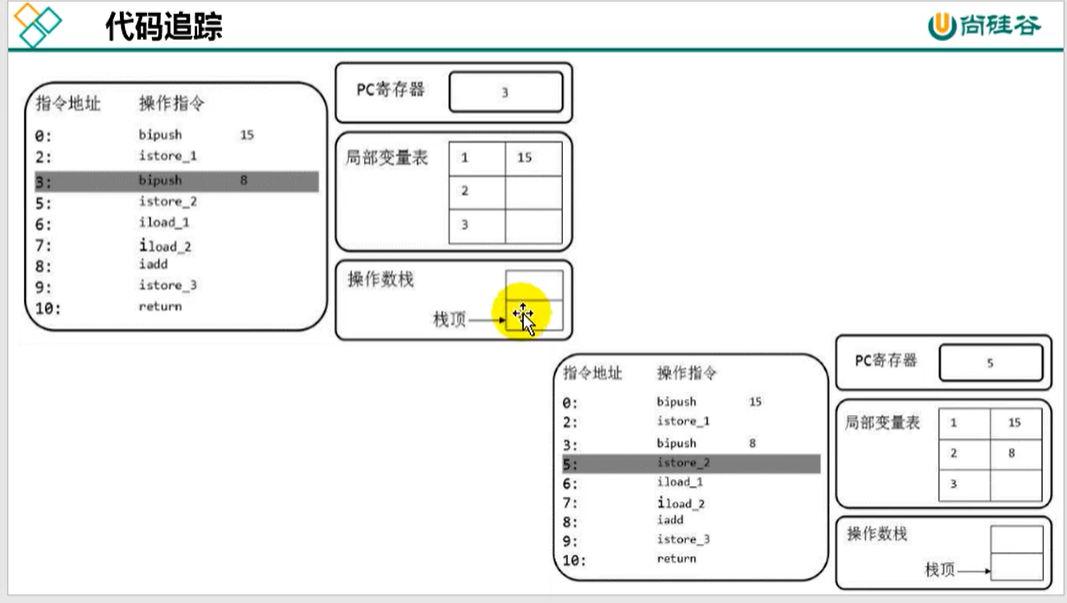 代码追踪
尚硅谷
指令地址 操作指令
0: bipush 15
2: istore_1
3: bipush 8
5: istore_2
6: iload_1
7: iload_2
8: iadd
9: istore_3
10: return
PC寄存器 3
局部变量表 1 15
2
3
操作数栈
栈顶
指令地址 操作指令
0: bipush 15
2: istore_1
3: bipush 8
5: istore_2
6: iload_1
7: iload_2
8: iadd
9: istore_3
10: return
PC寄存器 5
局部变量表 1 15
2 8
3
操作数栈
栈顶